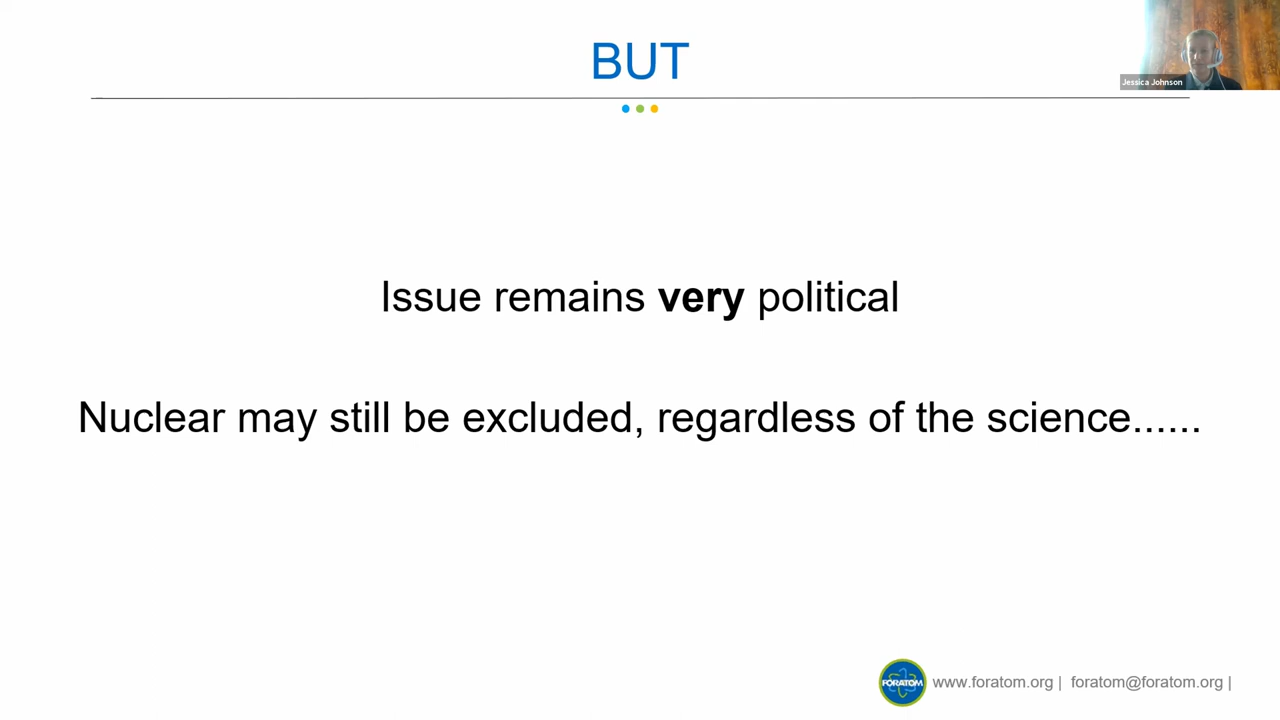 BUT
Jessica Johnson
Issue remains very political
Nuclear may still be excluded, regardless of the science......
FORATOM
www.foratom.org | foratom@foratom.org |